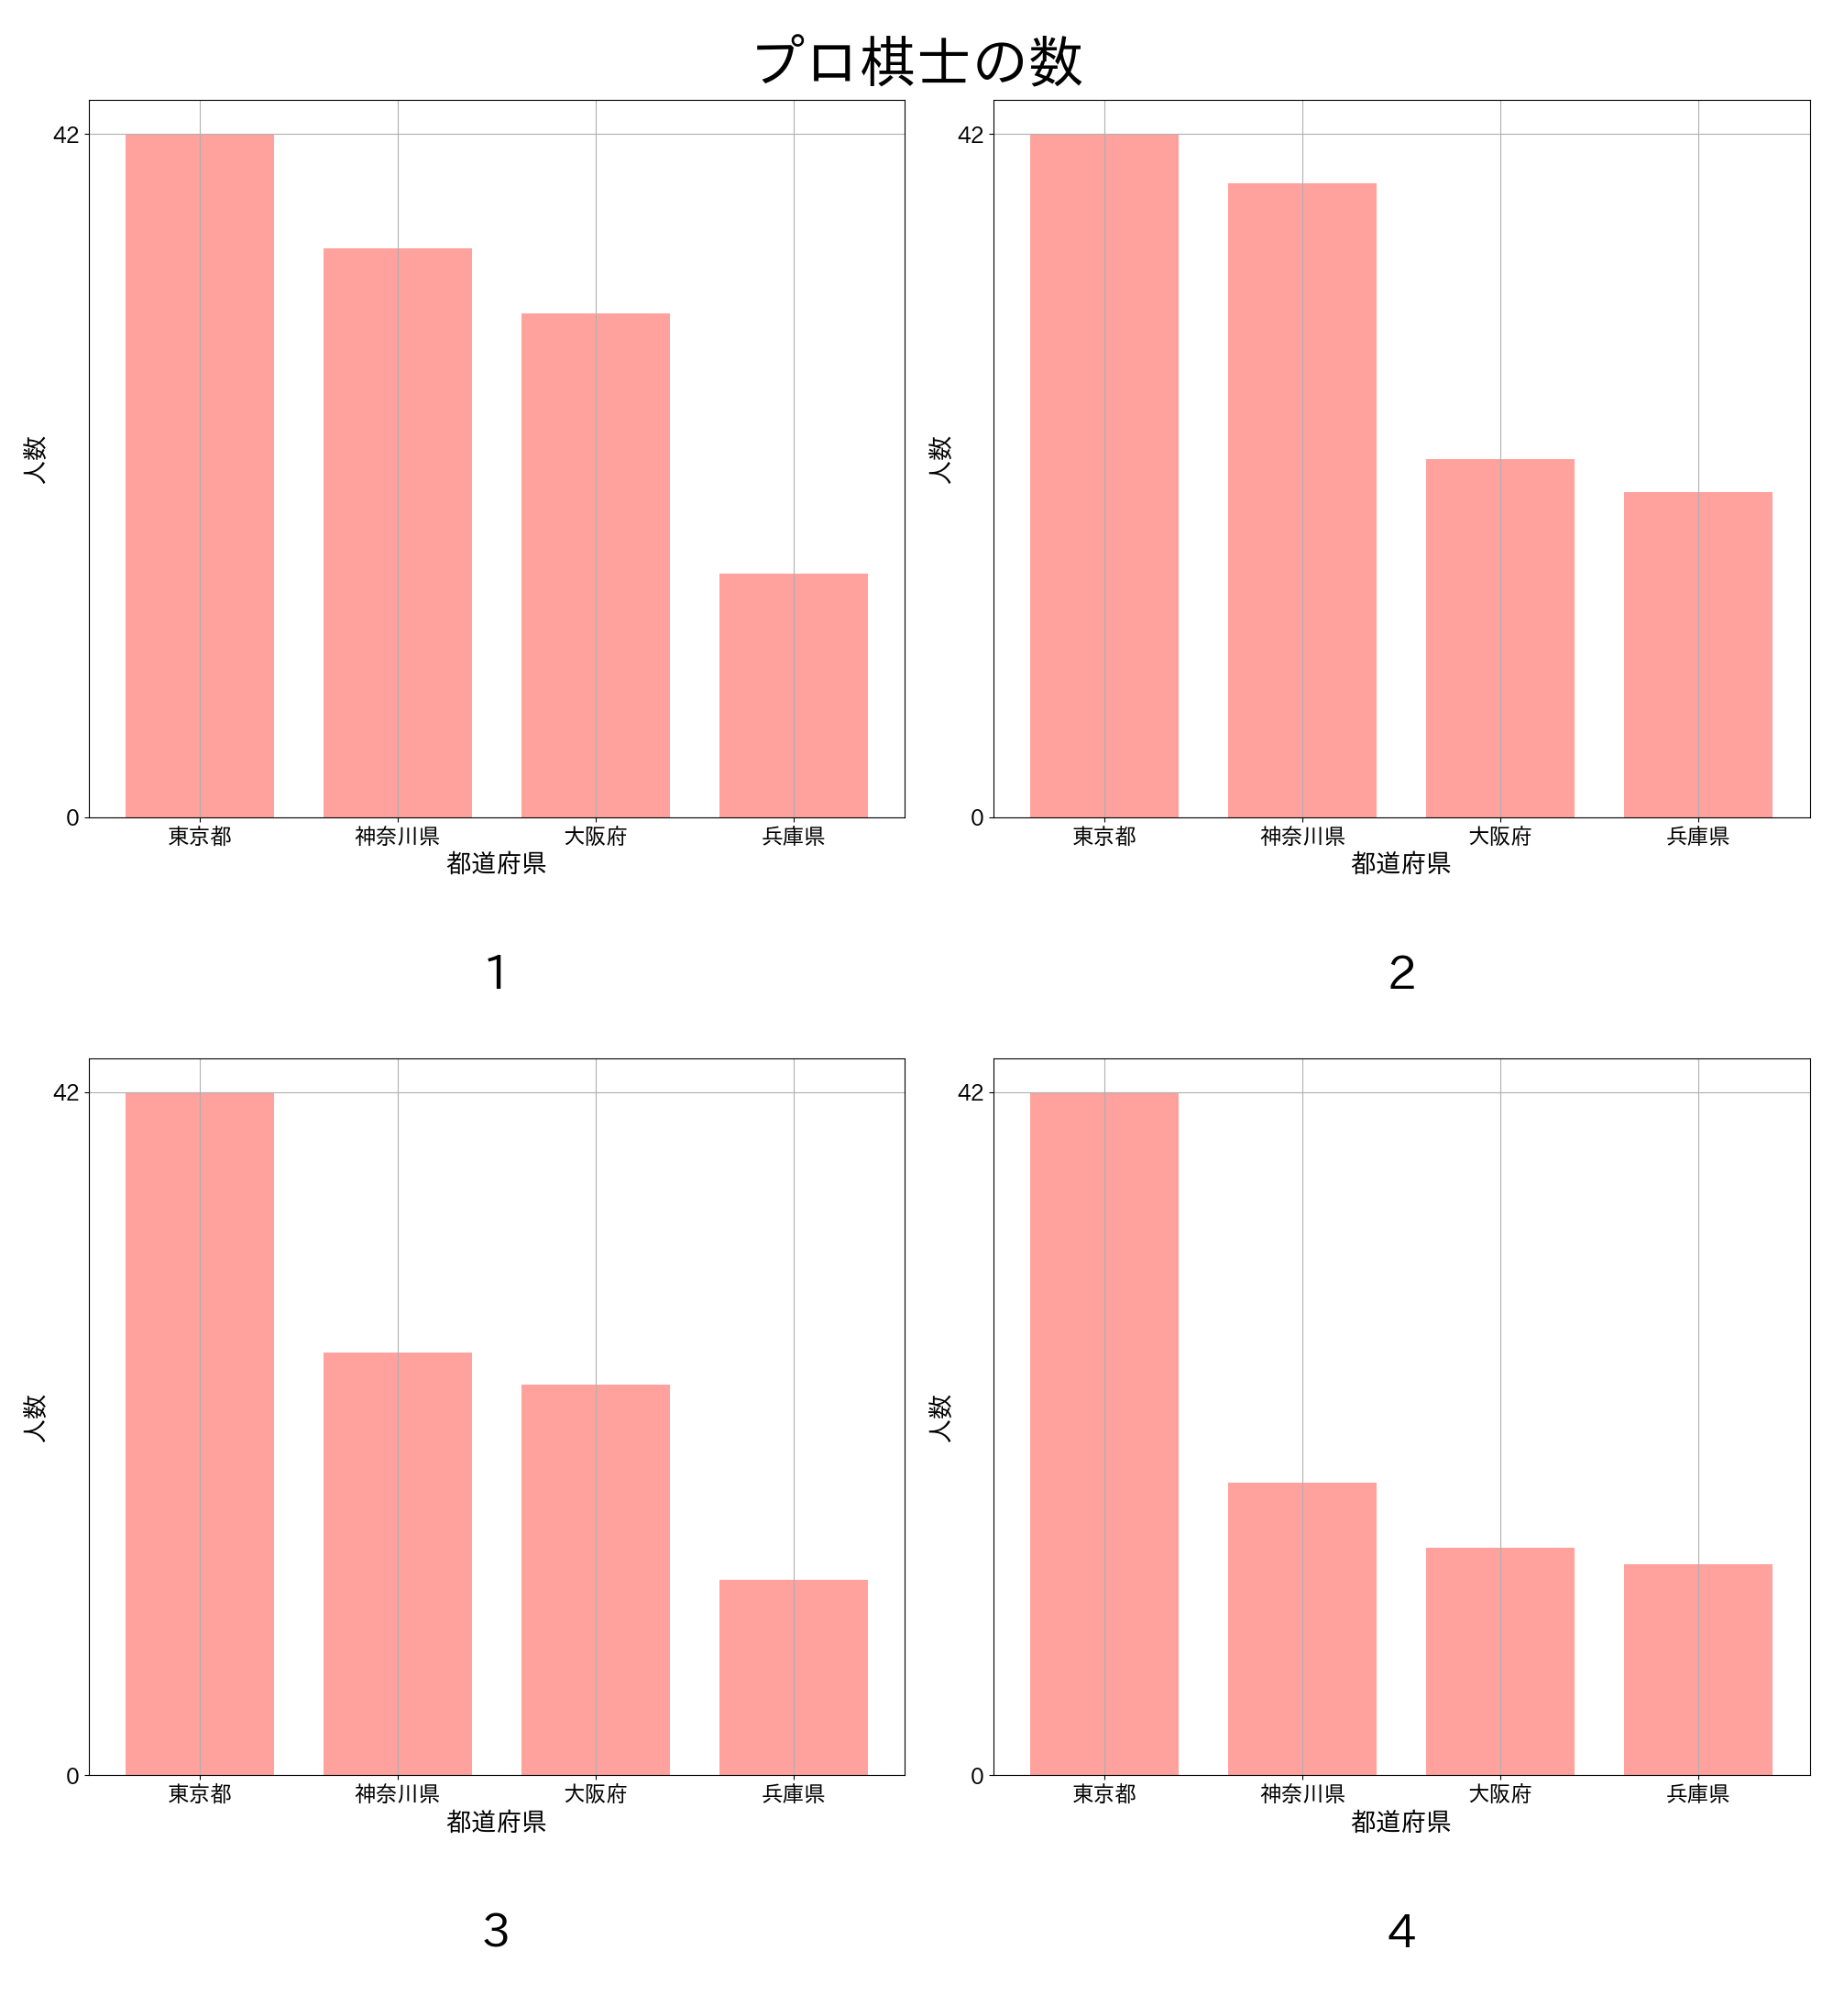 プロ棋士の数
42
0
人数
東京都 神奈川県 大阪府 兵庫県
都道府県
1
42
0
人数
東京都 神奈川県 大阪府 兵庫県
都道府県
2
42
0
人数
東京都 神奈川県 大阪府 兵庫県
都道府県
3
42
0
人数
東京都 神奈川県 大阪府 兵庫県
都道府県
4